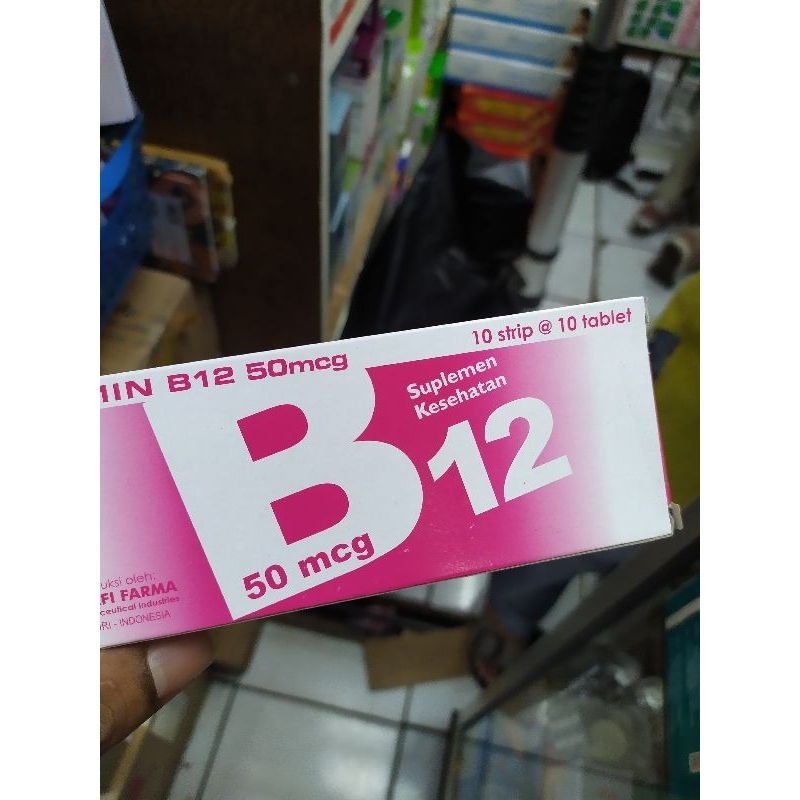 10 strip @ 10 tablet
MIN B12 50mcg
Suplemen
Kesehatan
B12
50 mcg
uksi oleh:
FI FARMA
ceutical Industries
RI - INDONESIA